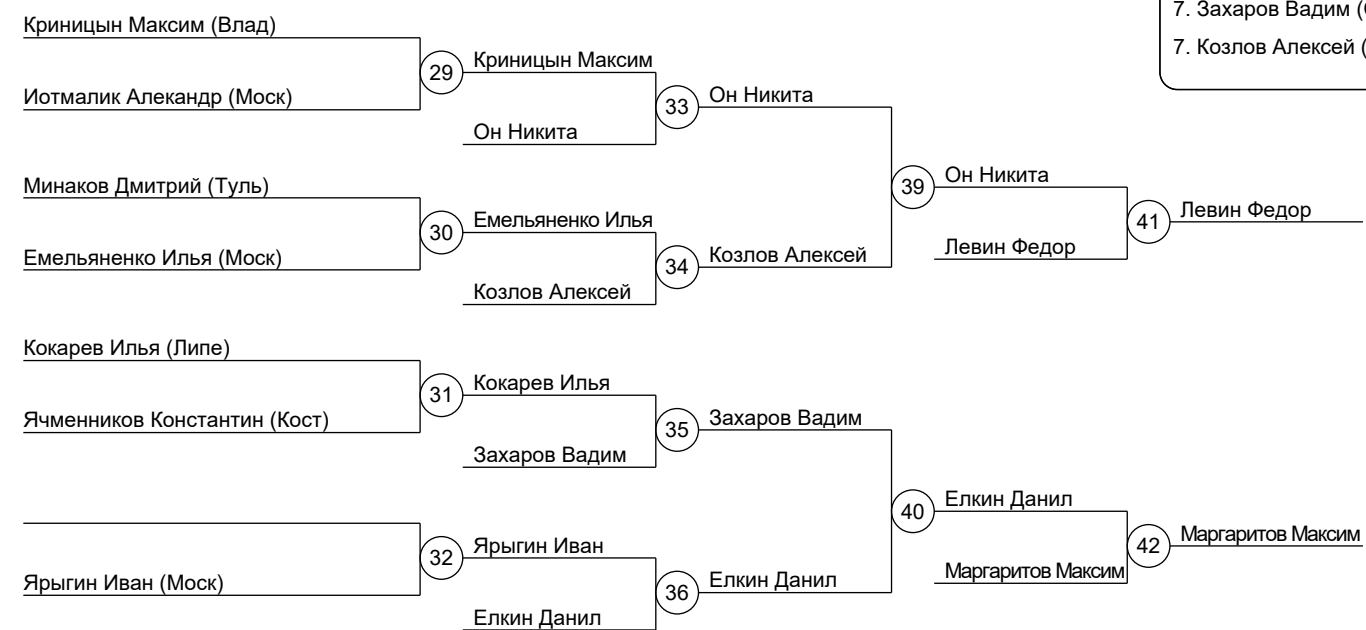 7. Захаров Вадим (
Криницын Максим (Влад)
7. Козлов Алексей (
29
Криницын Максим
Иотмалик Алекандр (Моск)
33
Он Никита
Он Никита
Минаков Дмитрий (Туль)
39
Он Никита
30
Емельяненко Илья
41
Левин Федор
Емельяненко Илья (Моск)
34
Козлов Алексей
Левин Федор
Козлов Алексей
Кокарев Илья (Липе)
31
Кокарев Илья
Ячменников Константин (Кост)
35
Захаров Вадим
Захаров Вадим
40
Елкин Данил
32
Ярыгин Иван
42
Маргаритов Максим
Ярыгин Иван (Моск)
36
Елкин Данил
Маргаритов Максим
Елкин Данил